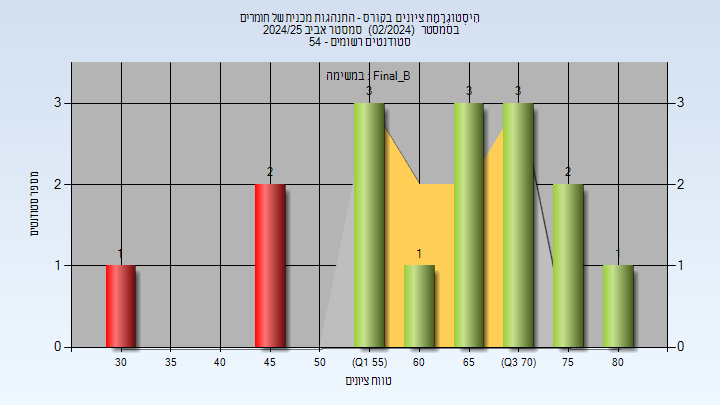 היסטוגרמת ציונים בקורס - התנהגות מכנית של חומרים
בסמסטר (02/2024) סמסטר אביב 2024/25
סטודנטים רשומים - 54
במשימה : Final_B
3 3 3
2 2
1 1 1
3 3
2 2
1 1
0 0
מספר סטודנטים
30 35 40 45 50 (Q1 55) 60 65 (Q3 70) 75 80
טווח ציונים